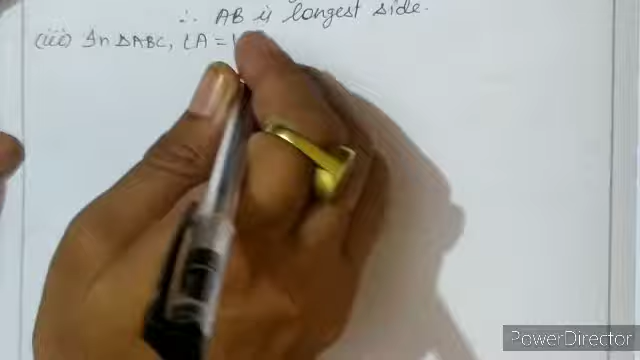 ∴ AB is longest side.
(iii) In ΔABC, ∠A =
PowerDirector